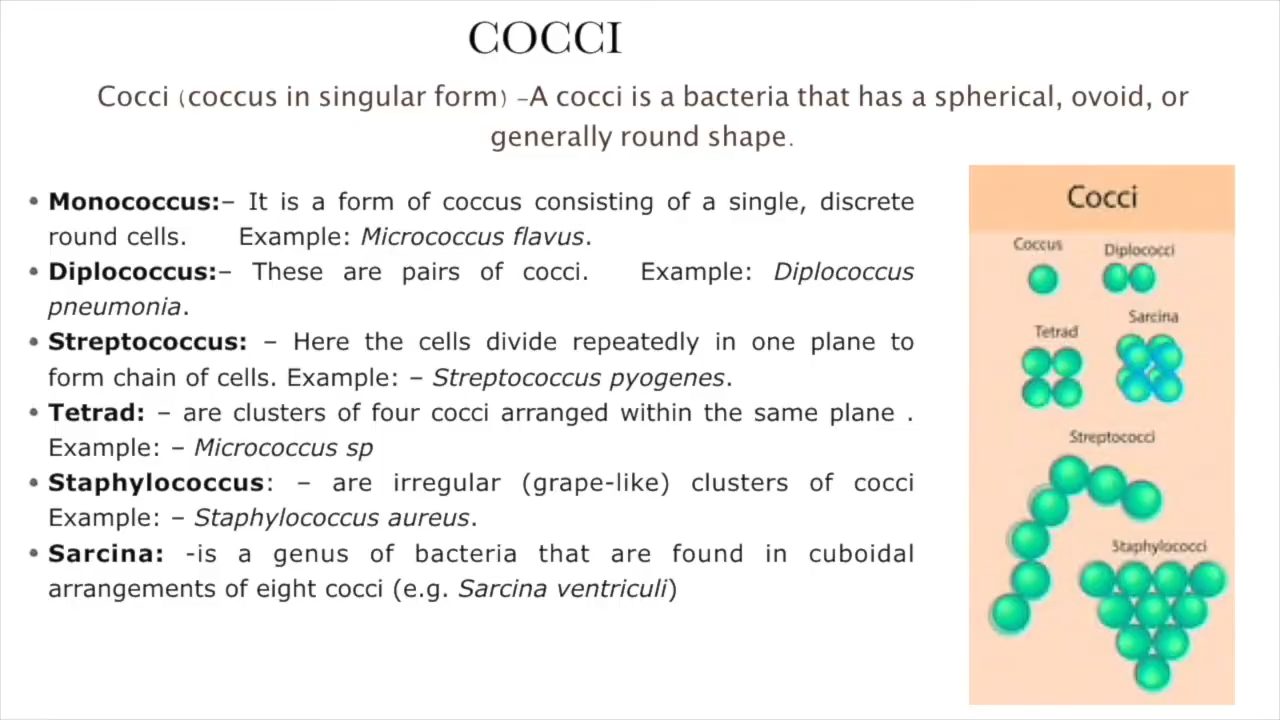 COCCI
Cocci (coccus in singular form) –A cocci is a bacteria that has a spherical, ovoid, or
generally round shape.
• Monococcus:– It is a form of coccus consisting of a single, discrete
round cells. Example: Micrococcus flavus.
• Diplococcus:– These are pairs of cocci. Example: Diplococcus
pneumonia.
• Streptococcus: – Here the cells divide repeatedly in one plane to
form chain of cells. Example: – Streptococcus pyogenes.
• Tetrad: – are clusters of four cocci arranged within the same plane .
Example: – Micrococcus sp
• Staphylococcus: – are irregular (grape-like) clusters of cocci
Example: – Staphylococcus aureus.
• Sarcina: -is a genus of bacteria that are found in cuboidal
arrangements of eight cocci (e.g. Sarcina ventriculi)
Cocci
Coccus
Diplococci
Tetrad
Sarcina
Streptococci
Staphylococci